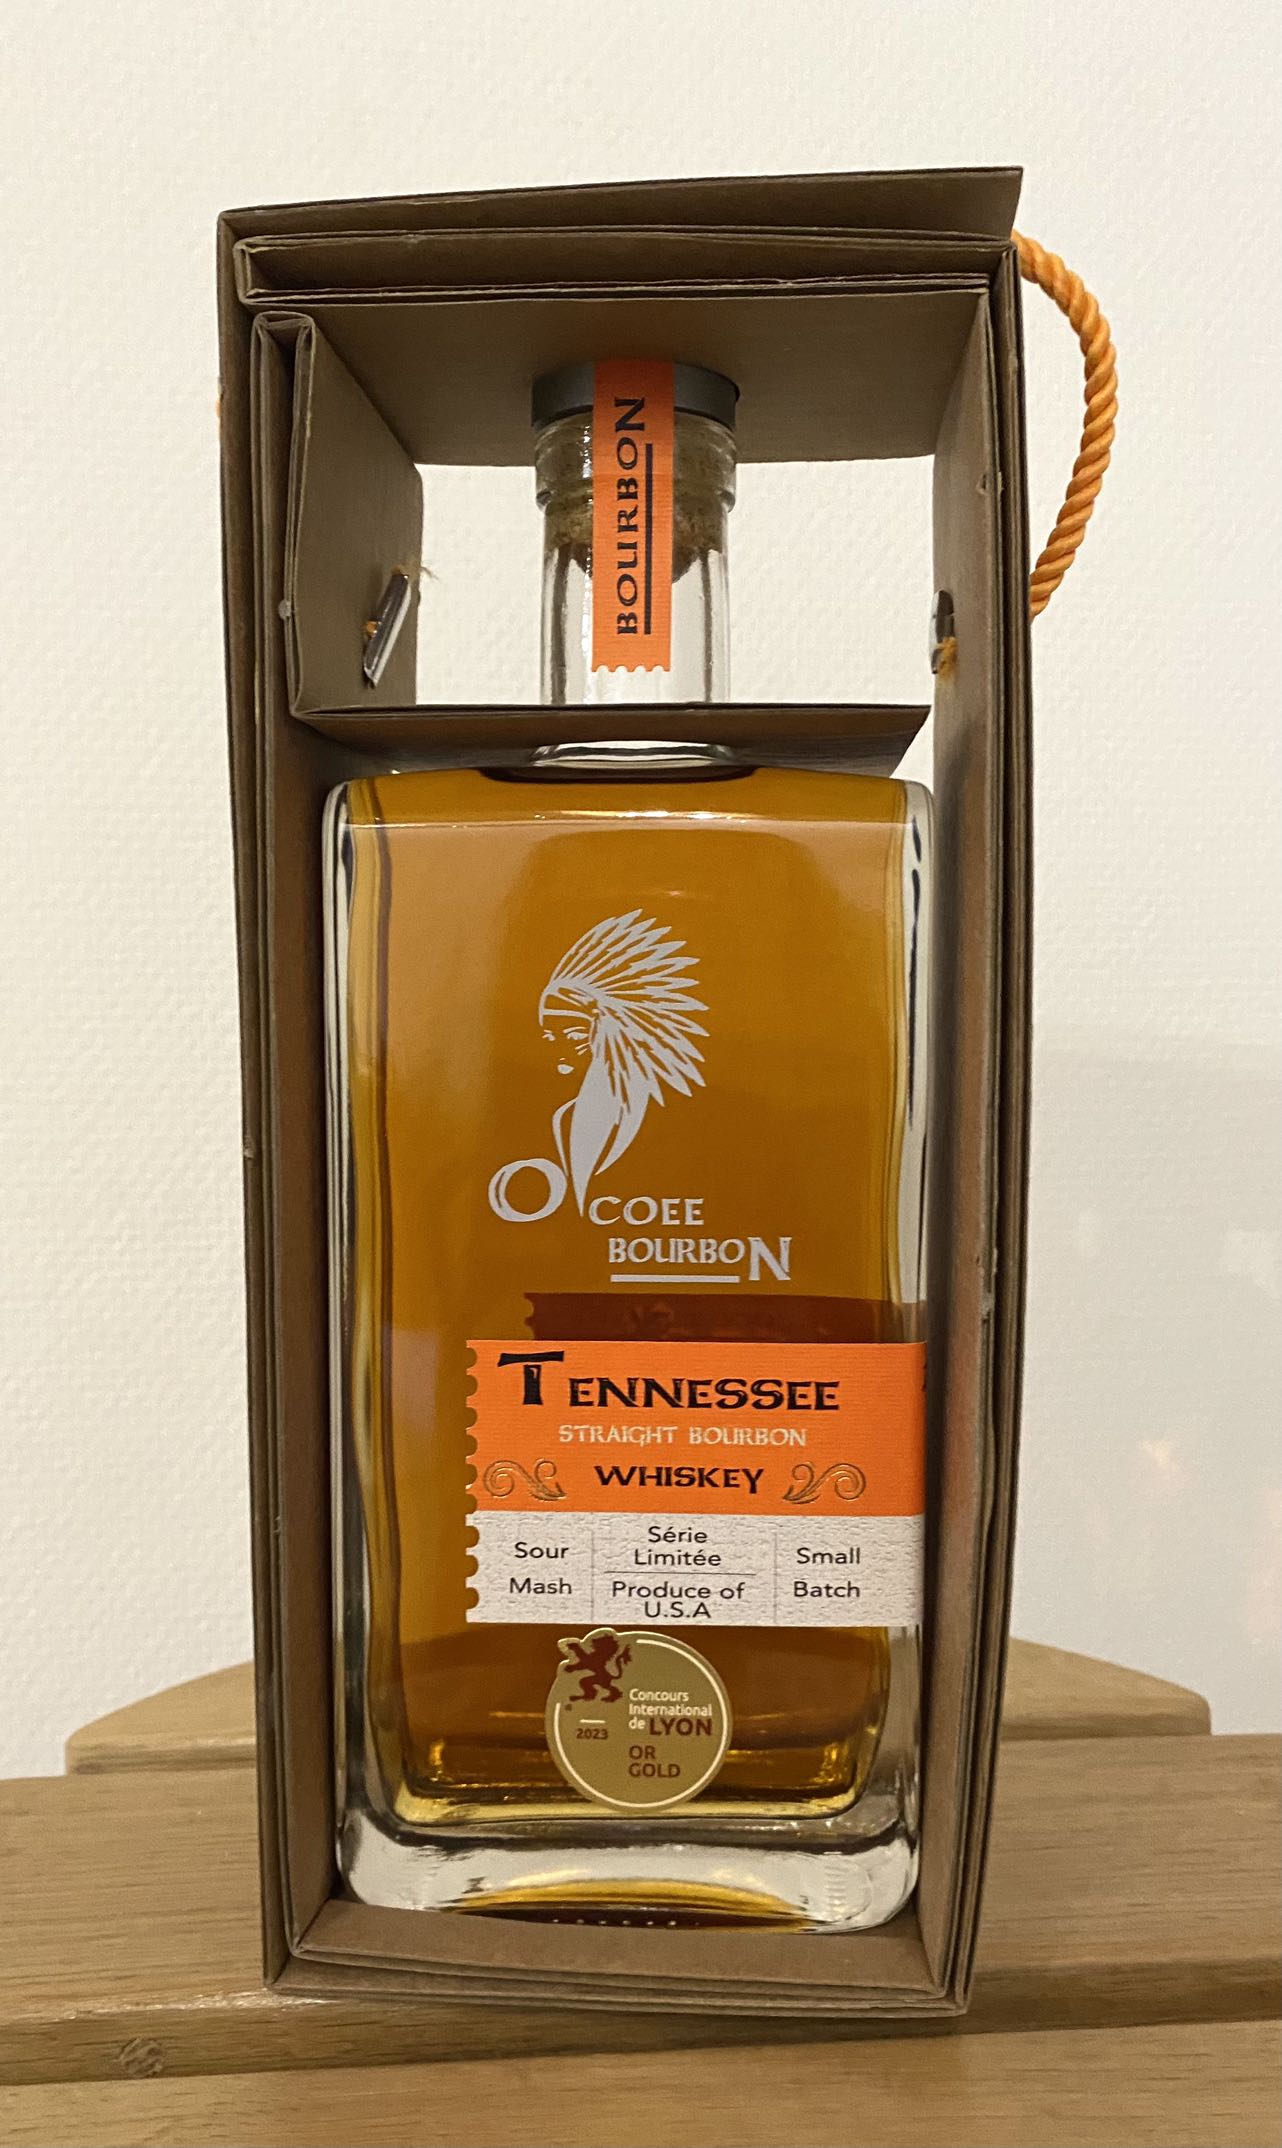 BOURBON
OCOEE
BOURBON
TENNESSEE
STRAIGHT BOURBON
WHISKEY
Sour
Mash
Série
Limitée
Produce of
U.S.A
Small
Batch
2023
Concours
International
de LYON
OR
GOLD